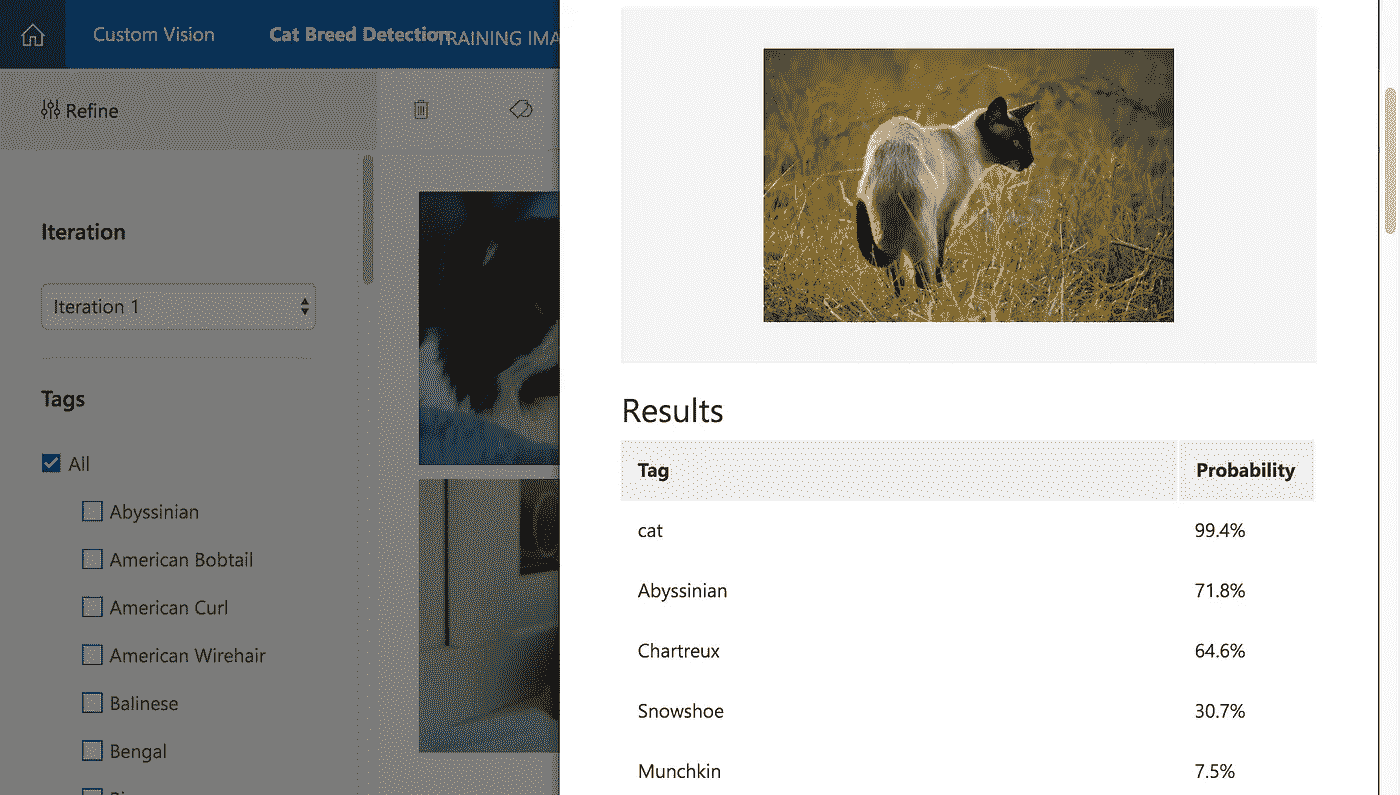 Custom Vision
Cat Breed Detection
TRAINING IMA
Refine
Iteration
Iteration 1
Tags
All
Abyssinian
American Bobtail
American Curl
American Wirehair
Balinese
Bengal
Results
Tag Probability
cat 99.4%
Abyssinian 71.8%
Chartreux 64.6%
Snowshoe 30.7%
Munchkin 7.5%